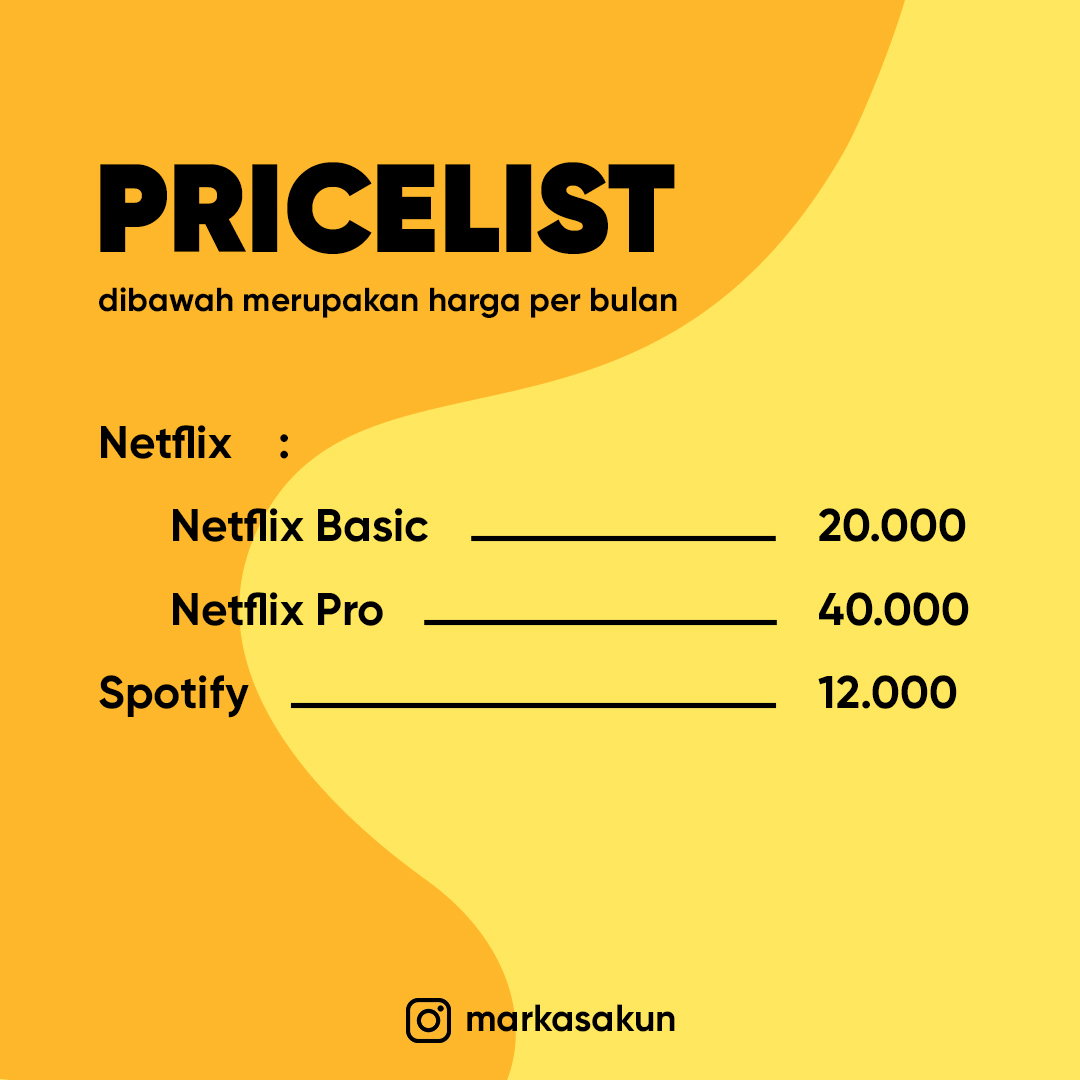 PRICELIST
dibawah merupakan harga per bulan
Netflix :
Netflix Basic 20.000
Netflix Pro 40.000
Spotify 12.000
markasakun